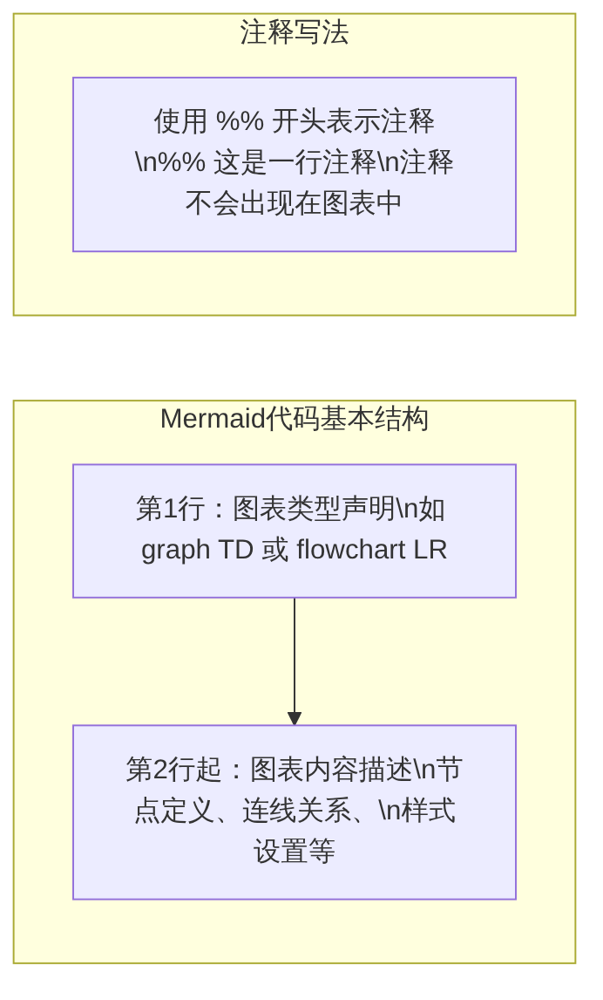 注释写法
使用 %% 开头表示注释
\n%% 这是一行注释\n注释
不会出现在图表中
Mermaid代码基本结构
第1行：图表类型声明\n如
graph TD 或 flowchart LR
第2行起：图表内容描述\n节
点定义、连线关系、\n样式
设置等